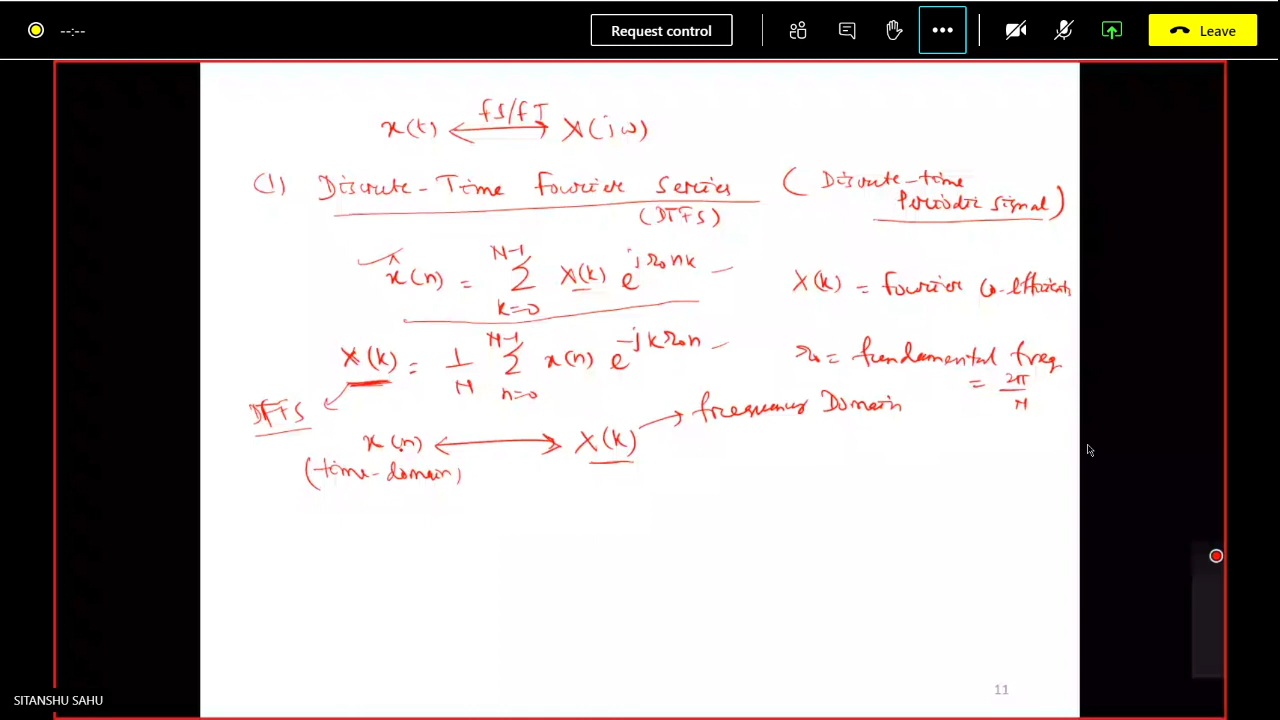 --:--
Request control
Leave
x(t) ⟷ FS/FT X(jω)
(1) Discrete-Time Fourier Series (Discrete-time Periodic signal)
(DTFS)
x(n) = Σ_{k=0}^{N-1} X(k) e^{jΩ₀nk}
X(k) = Fourier Co-efficients
X(k) = 1/N Σ_{n=0}^{N-1} x(n) e^{-jkΩ₀n}
Ω₀ = fundamental freq.
= 2π/N
DTFS
x(n) ⟷ X(k) → frequency Domain
(time-domain)
11
SITANSHU SAHU